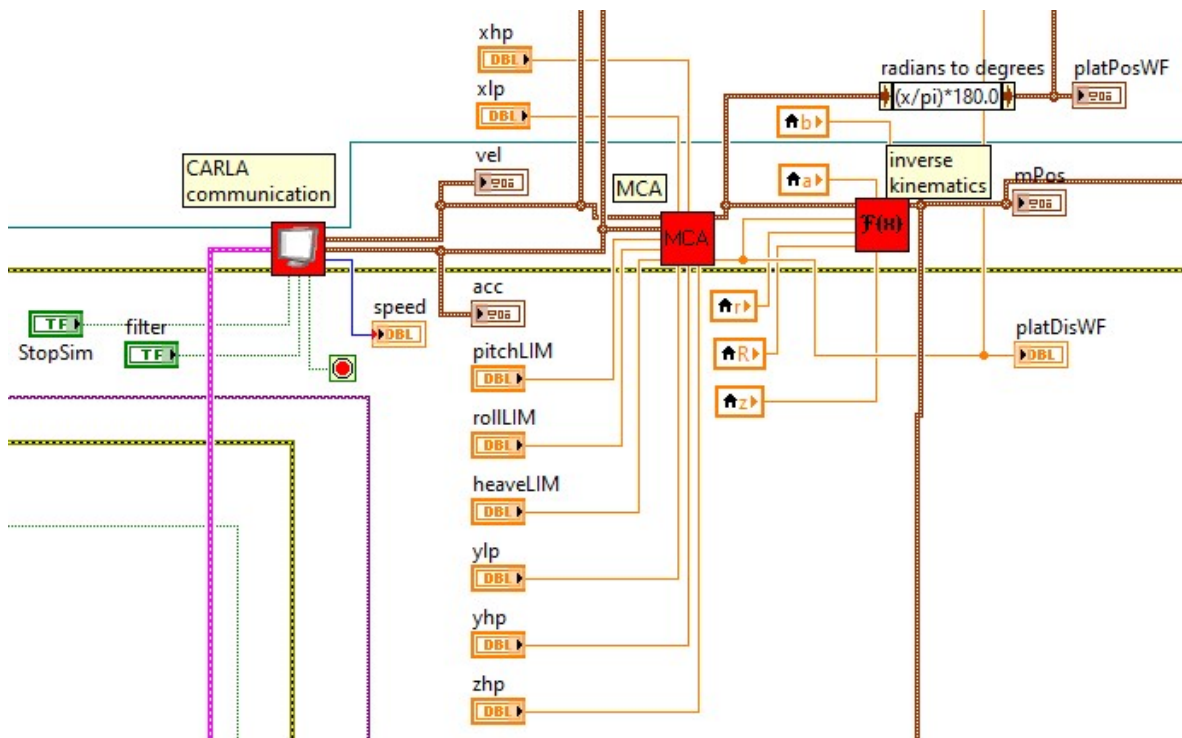 xhp
DBL
xlp
DBL
radians to degrees
(x/pi)*180.0
platPosWF
b
CARLA
communication
vel
MCA
a
inverse
kinematics
mPos
MCA
F(x)
acc
r
TF
StopSim
filter
TF
speed
DBL
pitchLIM
DBL
R
platDisWF
DBL
z
rollLIM
DBL
heaveLIM
DBL
ylp
DBL
yhp
DBL
zhp
DBL